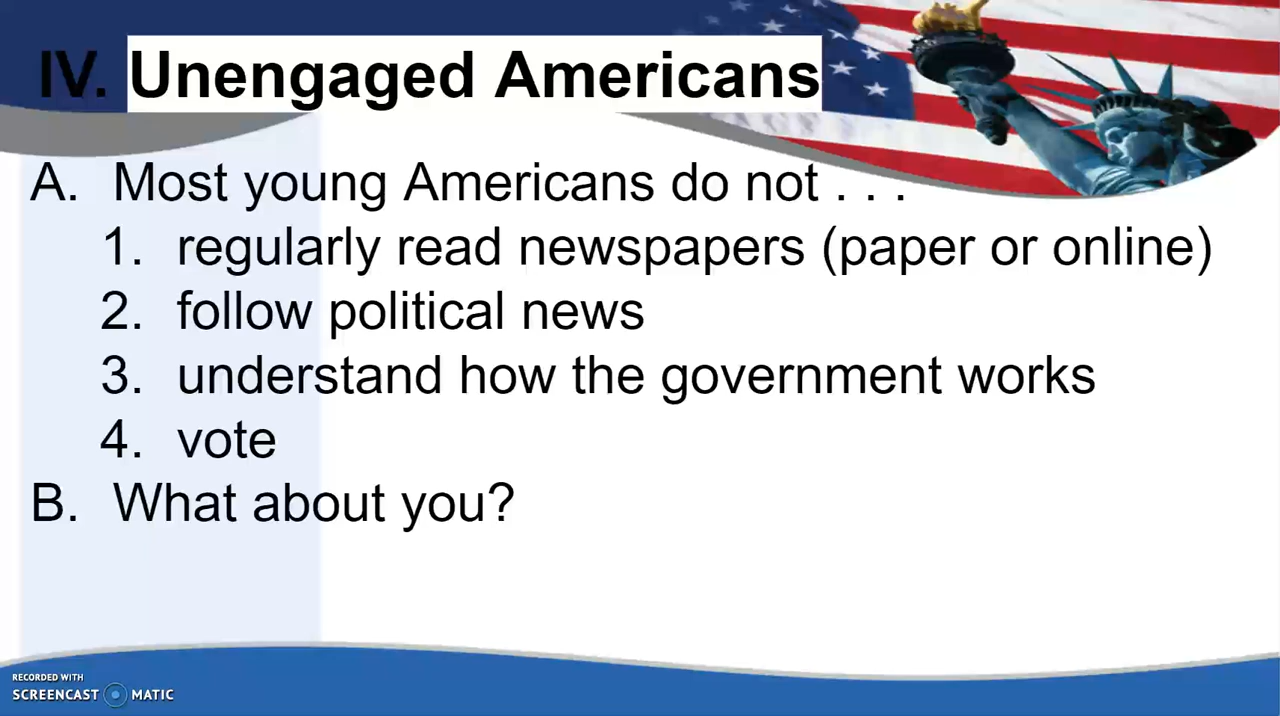 IV. Unengaged Americans
A. Most young Americans do not . . .
1. regularly read newspapers (paper or online)
2. follow political news
3. understand how the government works
4. vote
B. What about you?
RECORDED WITH
SCREENCAST MATIC